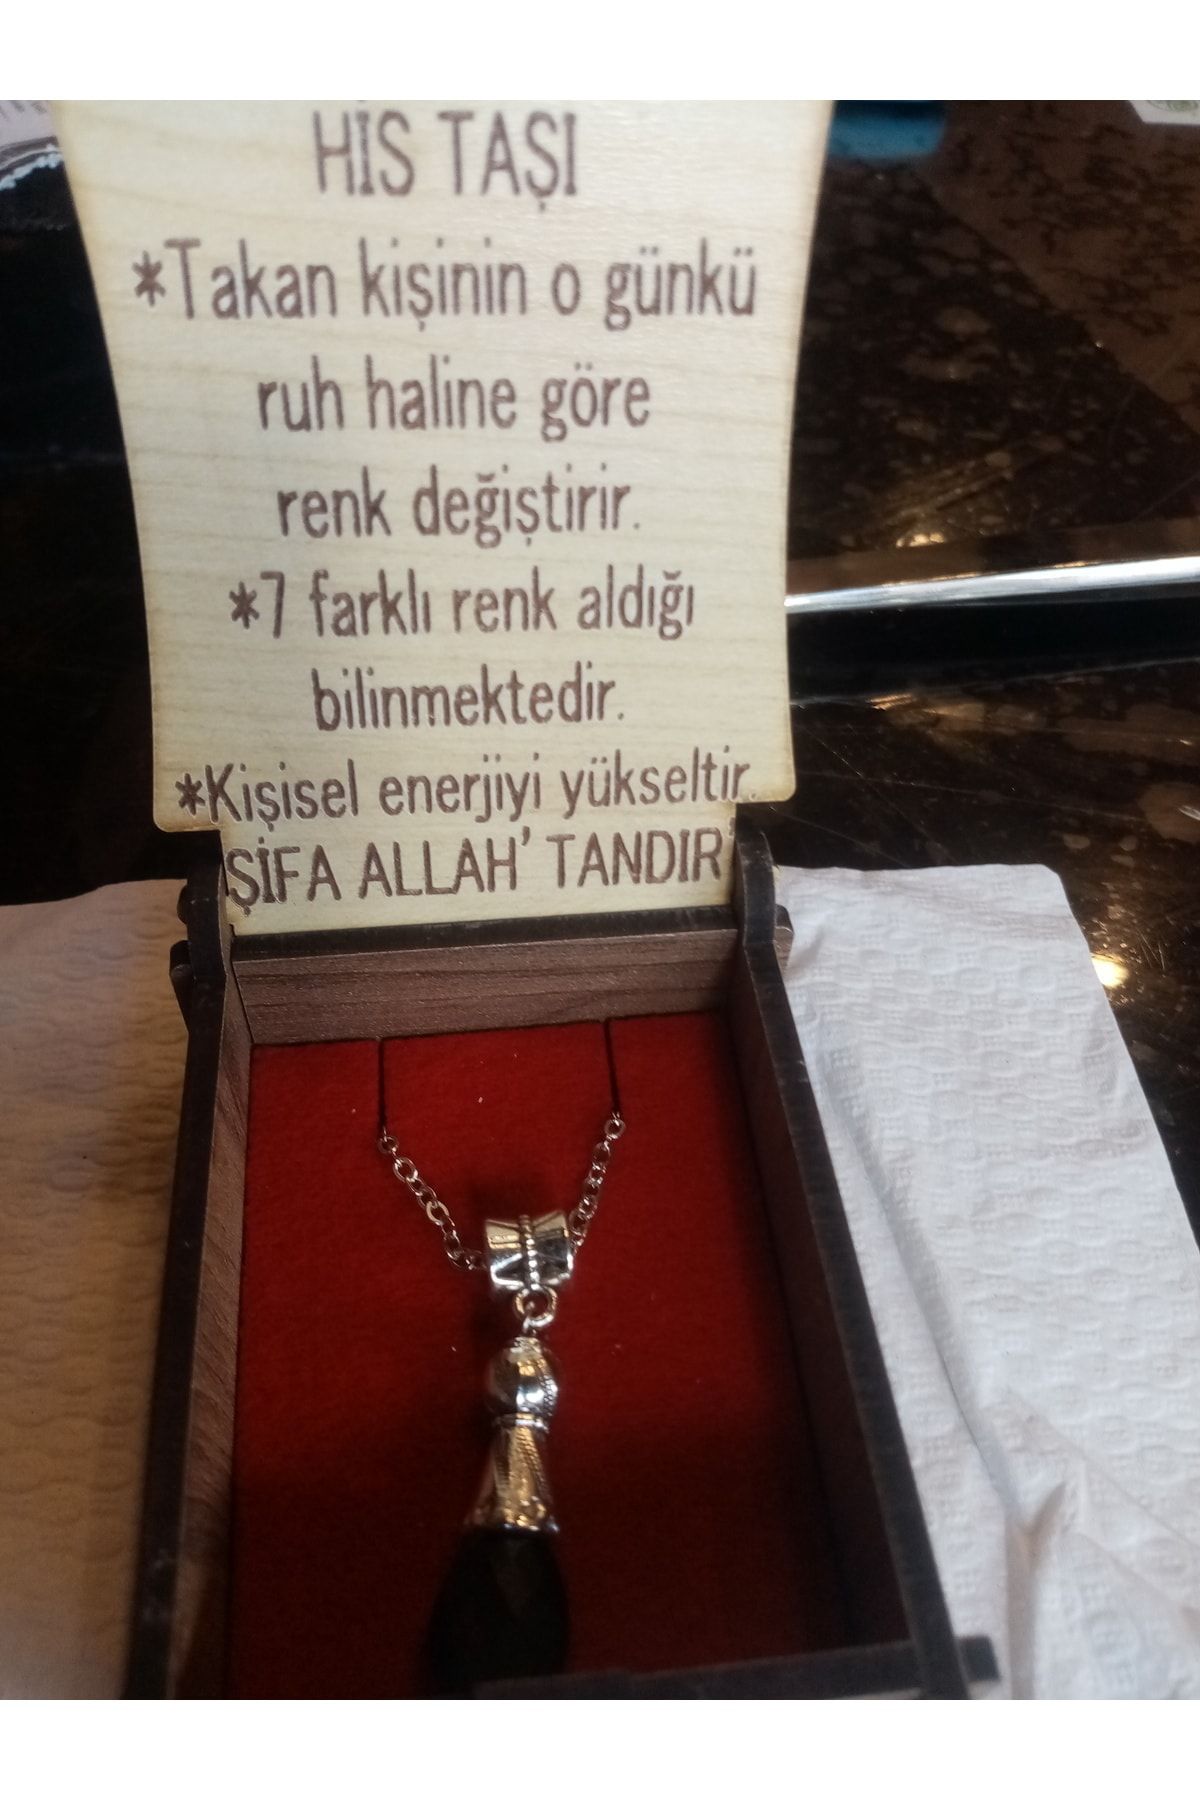 HİS TAŞI
*Takan kişinin o günkü
ruh haline göre
renk değiştirir.
*7 farklı renk aldığı
bilinmektedir.
*Kişisel enerjiyi yükseltir.
ŞİFA ALLAH' TANDIR'